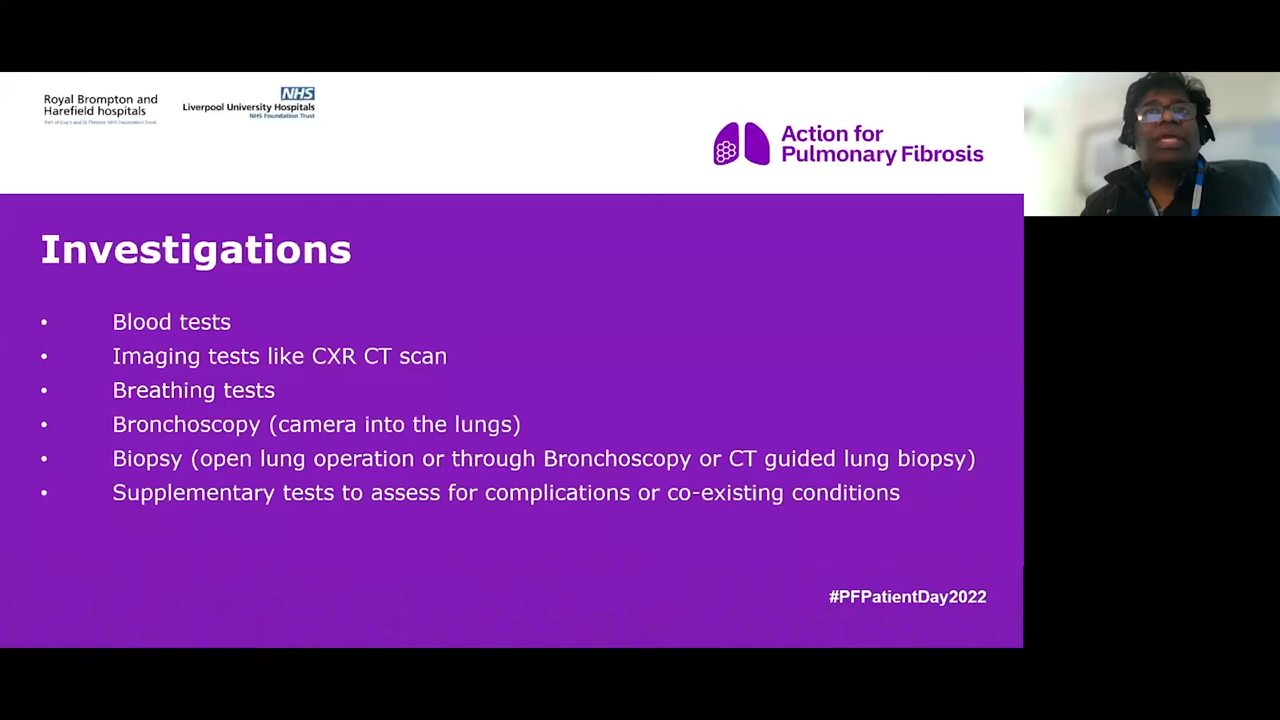 Royal Brompton and
Harefield hospitals
Part of Guy's and St Thomas' NHS Foundation Trust
NHS
Liverpool University Hospitals
NHS Foundation Trust
Action for
Pulmonary Fibrosis
Investigations
• Blood tests
• Imaging tests like CXR CT scan
• Breathing tests
• Bronchoscopy (camera into the lungs)
• Biopsy (open lung operation or through Bronchoscopy or CT guided lung biopsy)
• Supplementary tests to assess for complications or co-existing conditions
#PFPatientDay2022